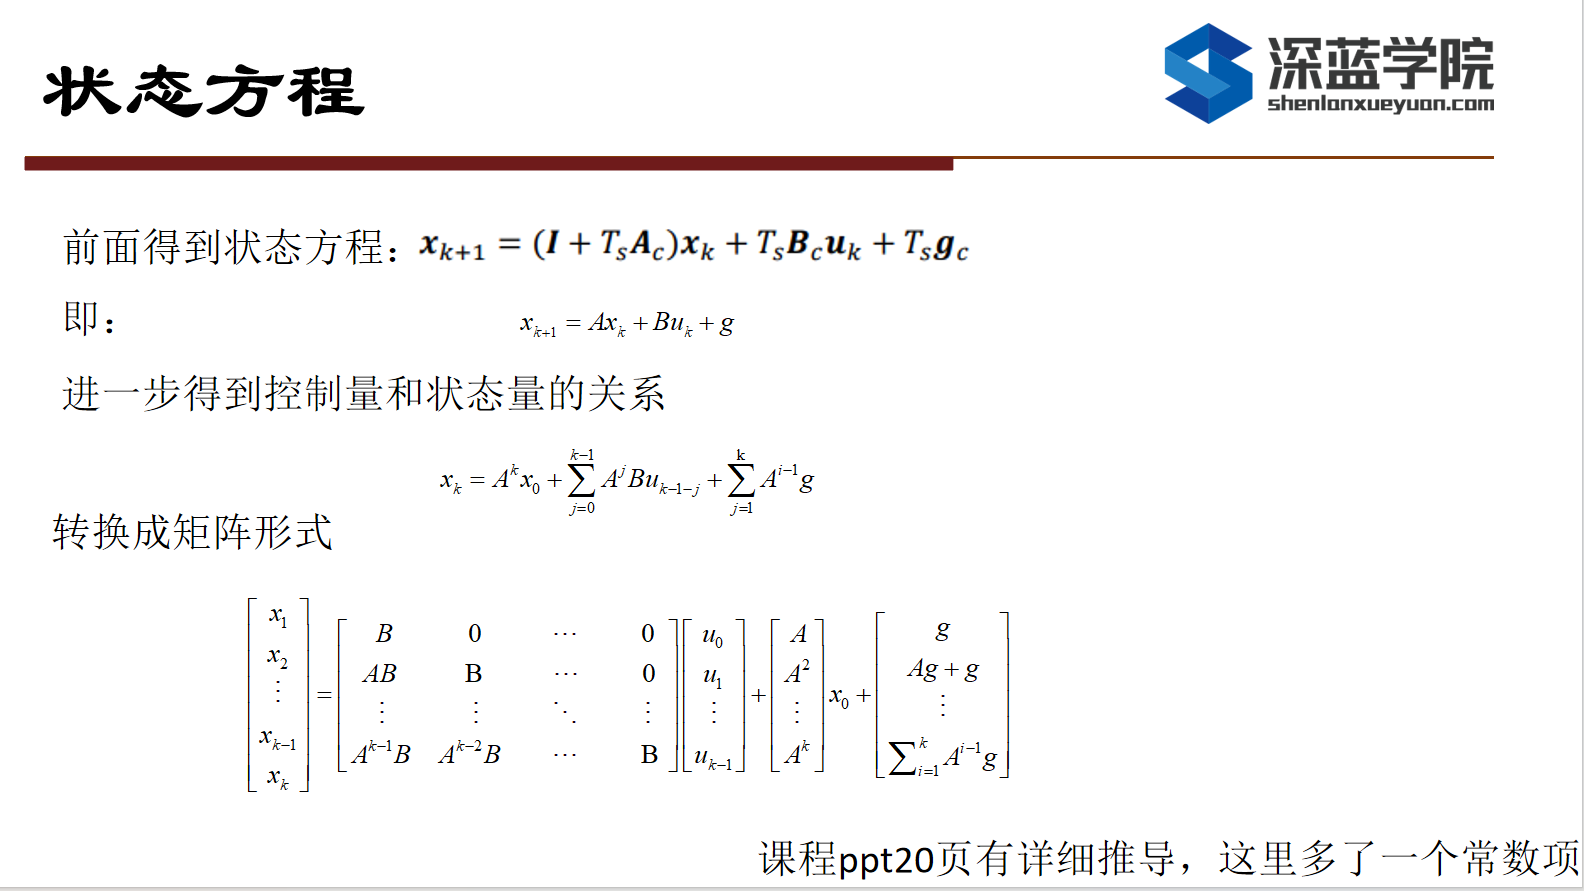 状态方程
深蓝学院
shenlanxueyuan.com
前面得到状态方程：$\boldsymbol{x}_{k+1} = (\boldsymbol{I} + T_s\boldsymbol{A}_c)\boldsymbol{x}_k + T_s\boldsymbol{B}_c\boldsymbol{u}_k + T_s\boldsymbol{g}_c$
即： $x_{k+1} = Ax_k + Bu_k + g$
进一步得到控制量和状态量的关系
$x_k = A^k x_0 + \sum_{j=0}^{k-1} A^j B u_{k-1-j} + \sum_{j=1}^{k} A^{i-1} g$
转换成矩阵形式
$\begin{bmatrix} x_1 \\ x_2 \\ \vdots \\ x_{k-1} \\ x_k \end{bmatrix} = \begin{bmatrix} B & 0 & \cdots & 0 \\ AB & B & \cdots & 0 \\ \vdots & \vdots & \ddots & \vdots \\ A^{k-1}B & A^{k-2}B & \cdots & B \end{bmatrix} \begin{bmatrix} u_0 \\ u_1 \\ \vdots \\ u_{k-1} \end{bmatrix} + \begin{bmatrix} A \\ A^2 \\ \vdots \\ A^k \end{bmatrix} x_0 + \begin{bmatrix} g \\ Ag + g \\ \vdots \\ \sum_{i=1}^{k} A^{i-1} g \end{bmatrix}$
课程ppt20页有详细推导，这里多了一个常数项